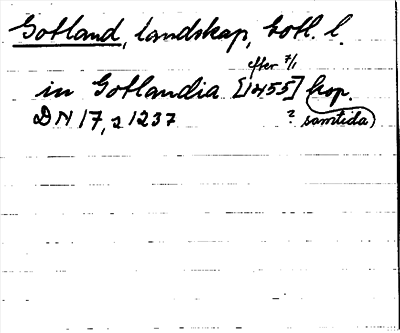 Gotland, landskap, Gotl. l.
efter 7/1
in Gotlandia [1455] kop.
DN 17, s 1237 ? samtida)